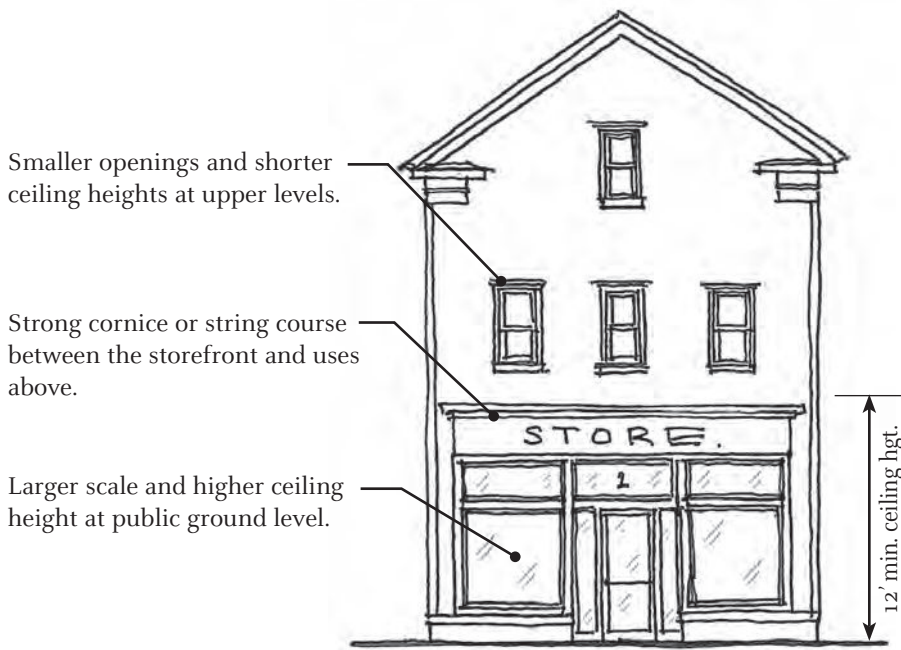 Smaller openings and shorter
ceiling heights at upper levels.
Strong cornice or string course
between the storefront and uses
above.
STORE.
2
Larger scale and higher ceiling
height at public ground level.
12' min. ceiling hgt.